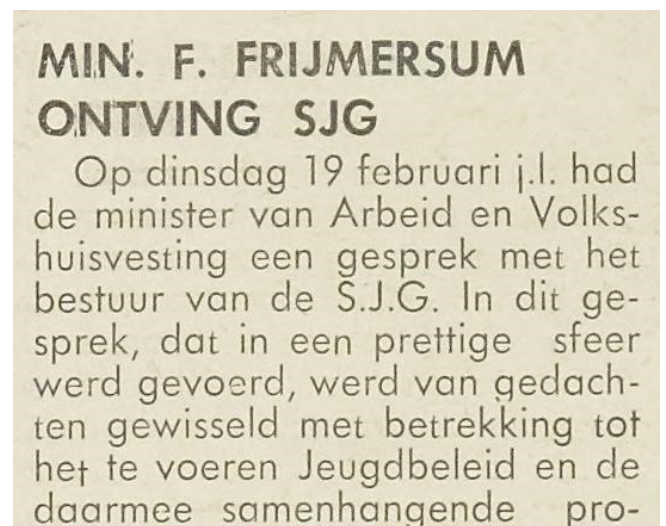 MIN. F. FRIJMERSUM
ONTVING SJG
Op dinsdag 19 februari j.l. had
de minister van Arbeid en Volks-
huisvesting een gesprek met het
bestuur van de S.J.G. In dit ge-
sprek, dat in een prettige sfeer
werd gevoerd, werd van gedach-
ten gewisseld met betrekking tot
het te voeren Jeugdbeleid en de
daarmee samenhangende pro-